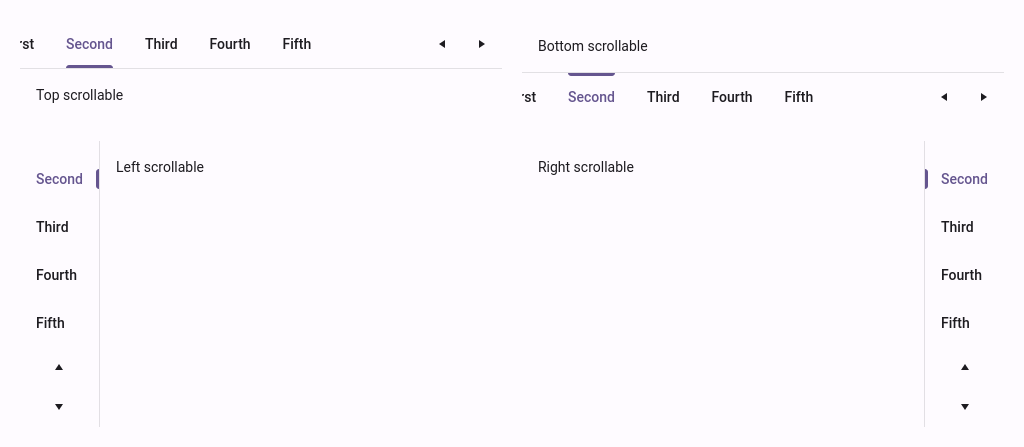 rst Second Third Fourth Fifth
Top scrollable
Bottom scrollable
rst Second Third Fourth Fifth
Second
Third
Fourth
Fifth
Left scrollable
Right scrollable
Second
Third
Fourth
Fifth